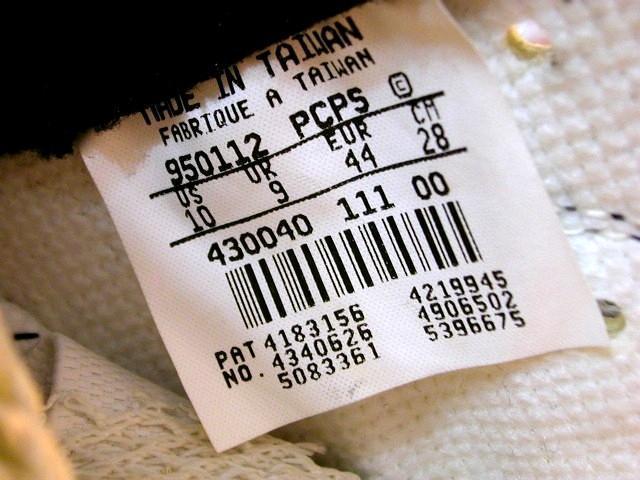 MADE IN TAIWAN
FABRIQUE A TAIWAN
950112 PCPS ©
US UK EUR CM
10 9 44 28
430040 111 00
PAT 4183156 4219945
NO. 4340626 4906502
5083361 5396675